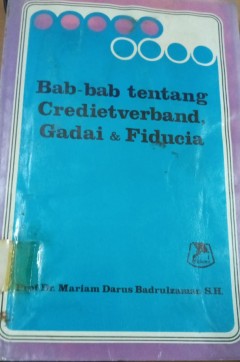 Bab-bab tentang
Credietverband,
Gadai & Fiducia
Prof. Dr. Mariam Darus Badrulzaman S.H.